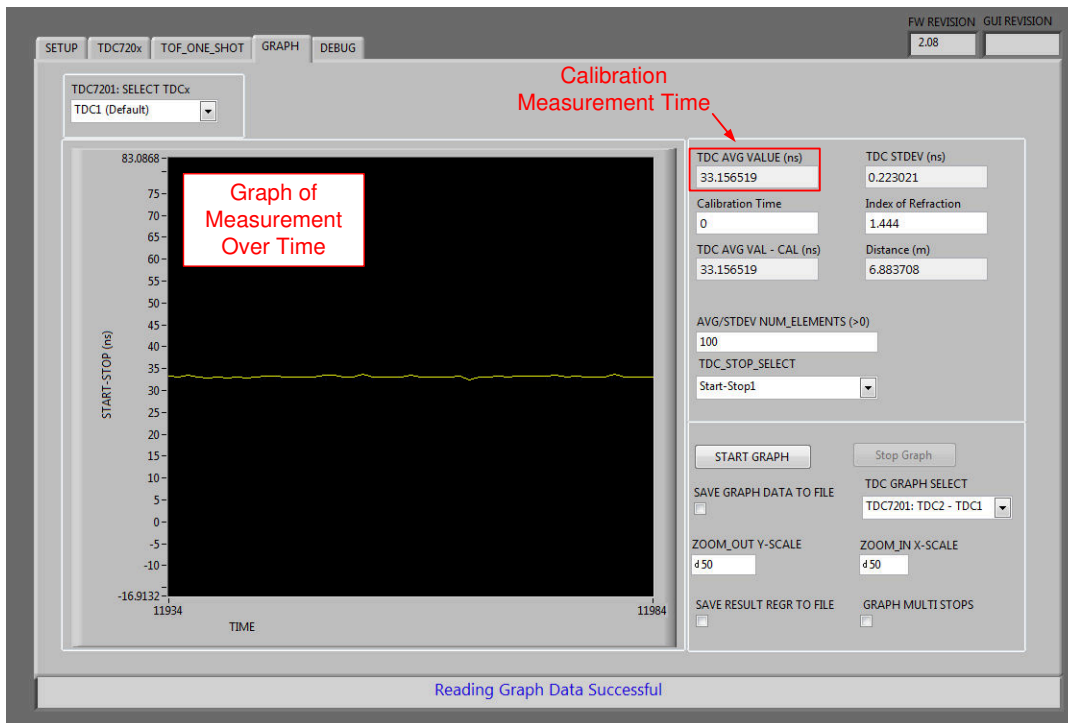 FW REVISION GUI REVISION
2.08
SETUP TDC720x TOF_ONE_SHOT GRAPH DEBUG
TDC7201: SELECT TDCx
TDC1 (Default)
Calibration
Measurement Time
83.0868
75
70
65
60
55
50
45
40
35
30
25
20
15
10
5
0
-5
-10
-16.9132
START-STOP (ns)
Graph of
Measurement
Over Time
11934 11984
TIME
TDC AVG VALUE (ns) TDC STDEV (ns)
33.156519 0.223021
Calibration Time Index of Refraction
0 1.444
TDC AVG VAL - CAL (ns) Distance (m)
33.156519 6.883708
AVG/STDEV NUM_ELEMENTS (>0)
100
TDC_STOP_SELECT
Start-Stop1
START GRAPH Stop Graph
SAVE GRAPH DATA TO FILE TDC GRAPH SELECT
TDC7201: TDC2 - TDC1
ZOOM_OUT Y-SCALE ZOOM_IN X-SCALE
d 50 d 50
SAVE RESULT REGR TO FILE GRAPH MULTI STOPS
Reading Graph Data Successful